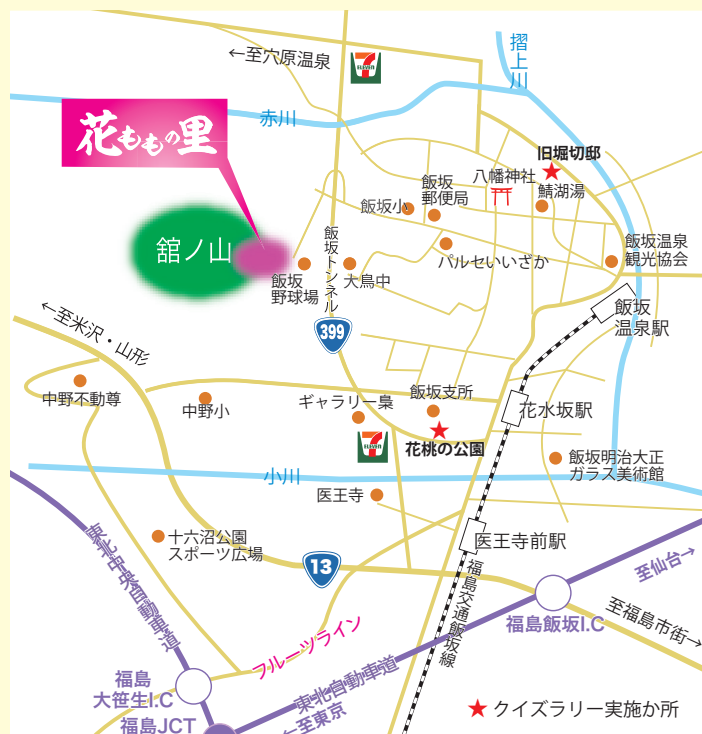 ←至穴原温泉
7 ELEVEN
摺上川
赤川
花ももの里
旧堀切邸
八幡神社
飯坂
郵便局
飯坂小
鯖湖湯
舘ノ山
飯坂トンネル
パルセいいざか
飯坂温泉
観光協会
飯坂
野球場
大鳥中
飯坂
温泉駅
←至米沢・山形
399
中野不動尊
中野小
ギャラリー梟
飯坂支所
花水坂駅
7 ELEVEN
花桃の公園
小川
飯坂明治大正
ガラス美術館
医王寺
東北中央自動車道
十六沼公園
スポーツ広場
医王寺前駅
13
福島交通飯坂線
至仙台→
至福島市街→
福島飯坂I.C
フルーツライン
福島
大笹生I.C
東北自動車道
←至東京
福島JCT
★ クイズラリー実施か所